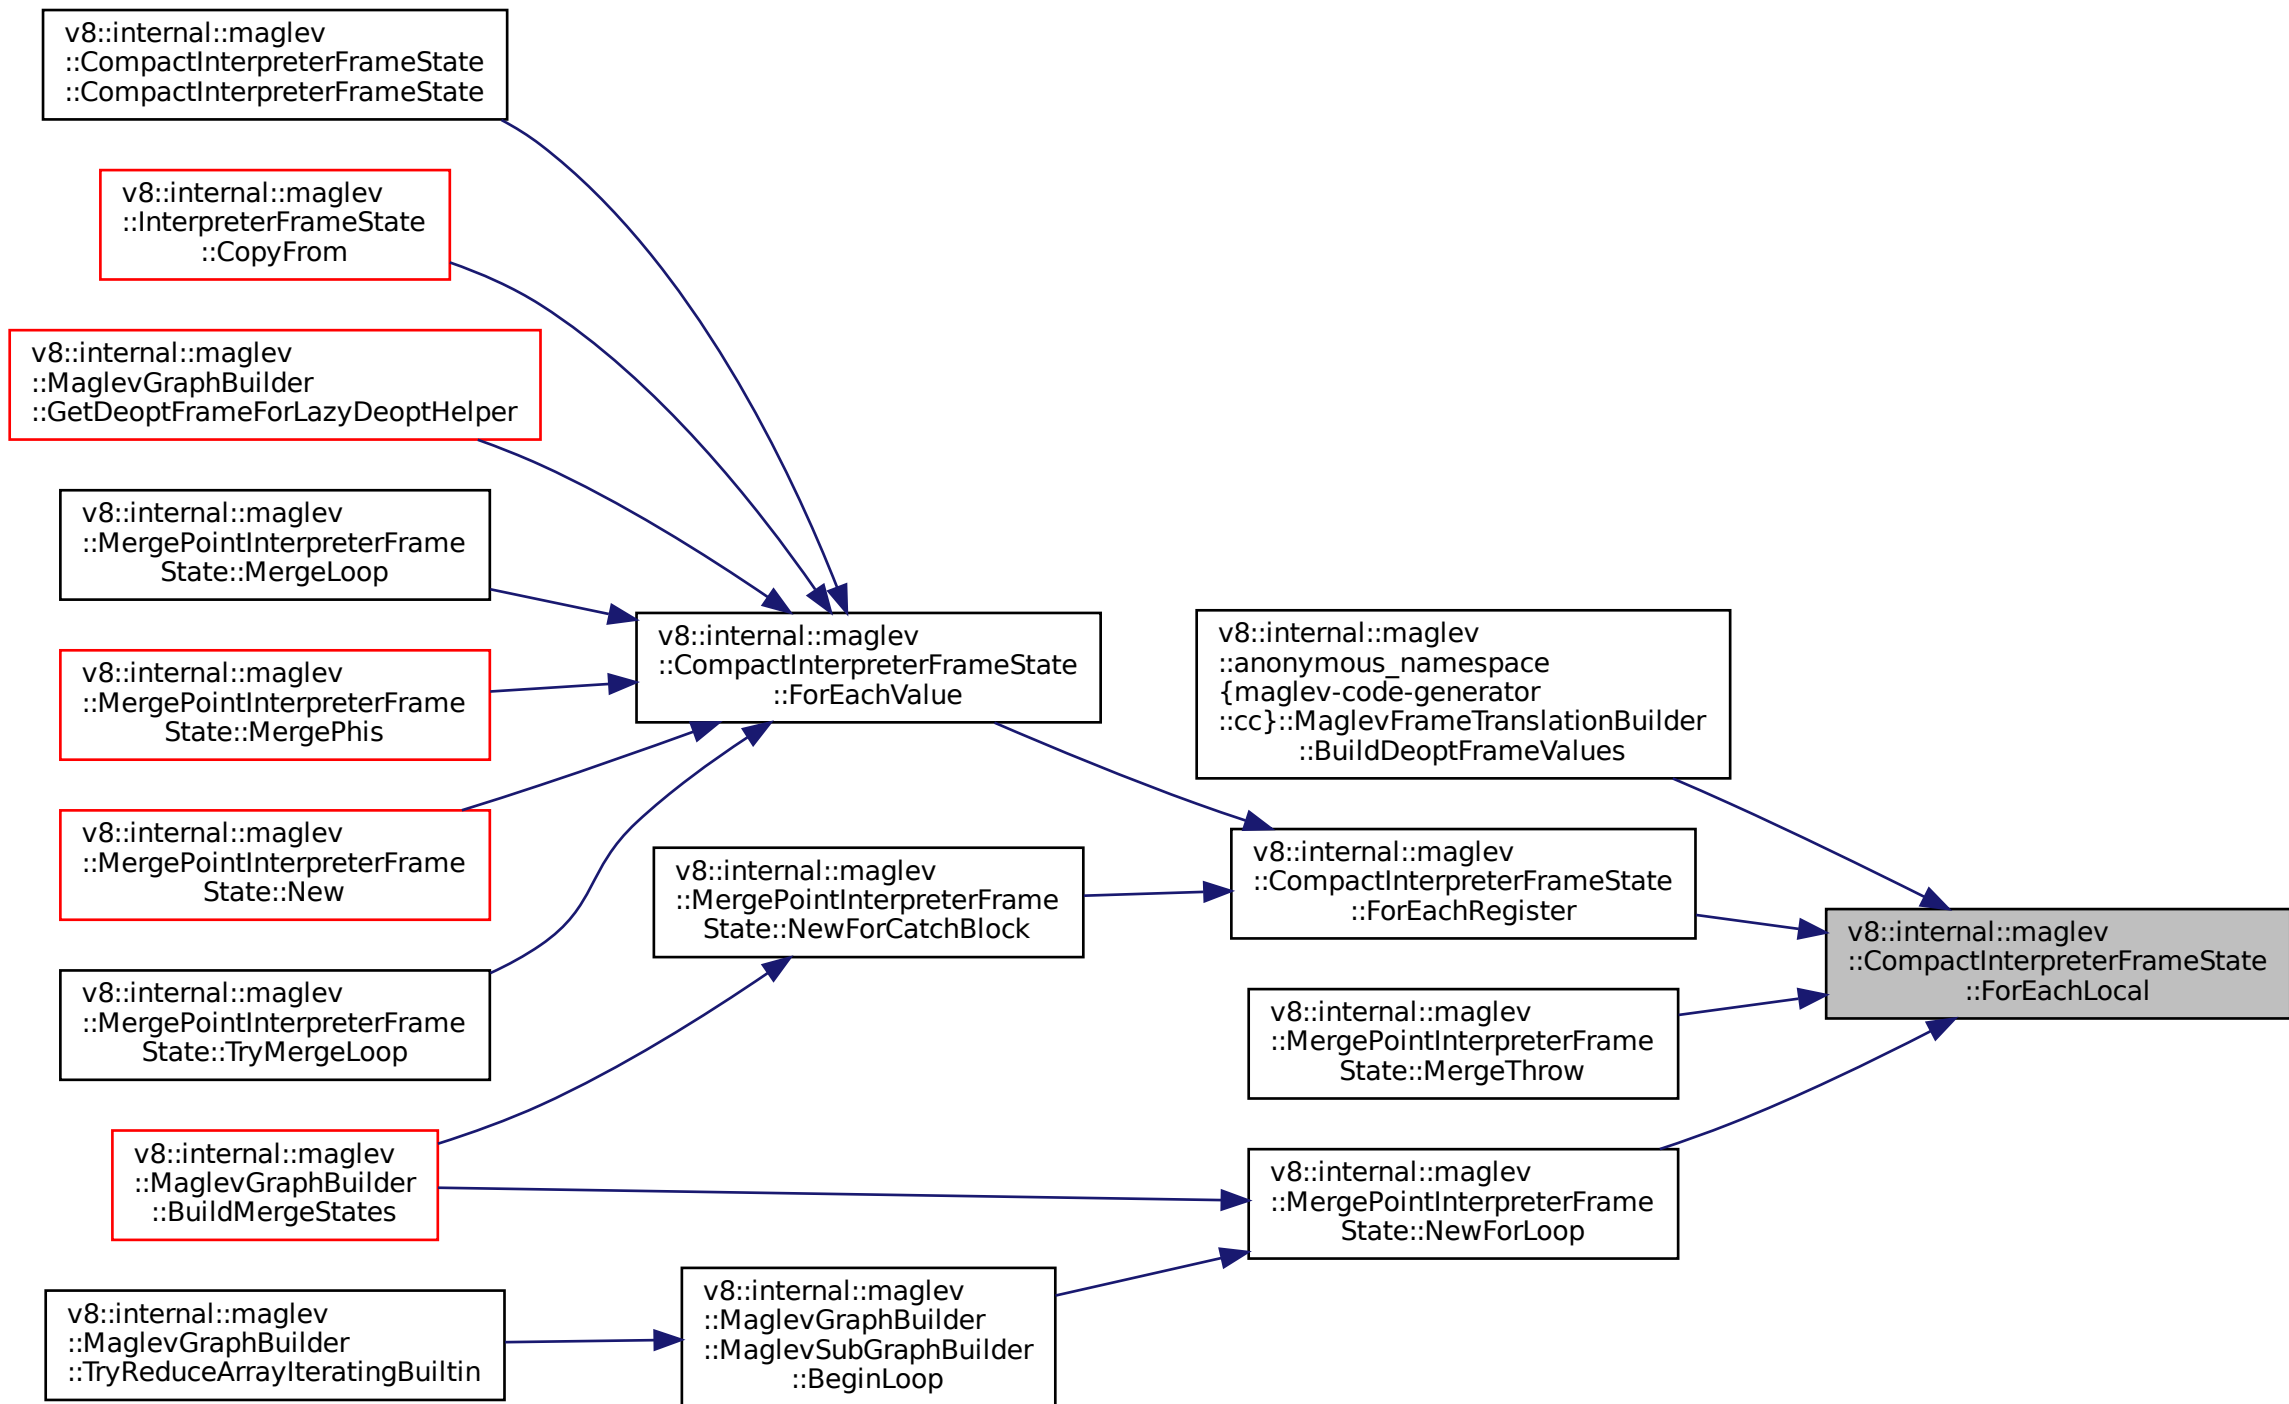 v8::internal::maglev
::CompactInterpreterFrameState
::CompactInterpreterFrameState
v8::internal::maglev
::InterpreterFrameState
::CopyFrom
v8::internal::maglev
::MaglevGraphBuilder
::GetDeoptFrameForLazyDeoptHelper
v8::internal::maglev
::MergePointInterpreterFrame
State::MergeLoop
v8::internal::maglev
::MergePointInterpreterFrame
State::MergePhis
v8::internal::maglev
::MergePointInterpreterFrame
State::New
v8::internal::maglev
::MergePointInterpreterFrame
State::TryMergeLoop
v8::internal::maglev
::MaglevGraphBuilder
::BuildMergeStates
v8::internal::maglev
::MaglevGraphBuilder
::TryReduceArrayIteratingBuiltin
v8::internal::maglev
::CompactInterpreterFrameState
::ForEachValue
v8::internal::maglev
::MergePointInterpreterFrame
State::NewForCatchBlock
v8::internal::maglev
::MaglevGraphBuilder
::MaglevSubGraphBuilder
::BeginLoop
v8::internal::maglev
::anonymous_namespace
{maglev-code-generator
::cc}::MaglevFrameTranslationBuilder
::BuildDeoptFrameValues
v8::internal::maglev
::CompactInterpreterFrameState
::ForEachRegister
v8::internal::maglev
::MergePointInterpreterFrame
State::MergeThrow
v8::internal::maglev
::MergePointInterpreterFrame
State::NewForLoop
v8::internal::maglev
::CompactInterpreterFrameState
::ForEachLocal